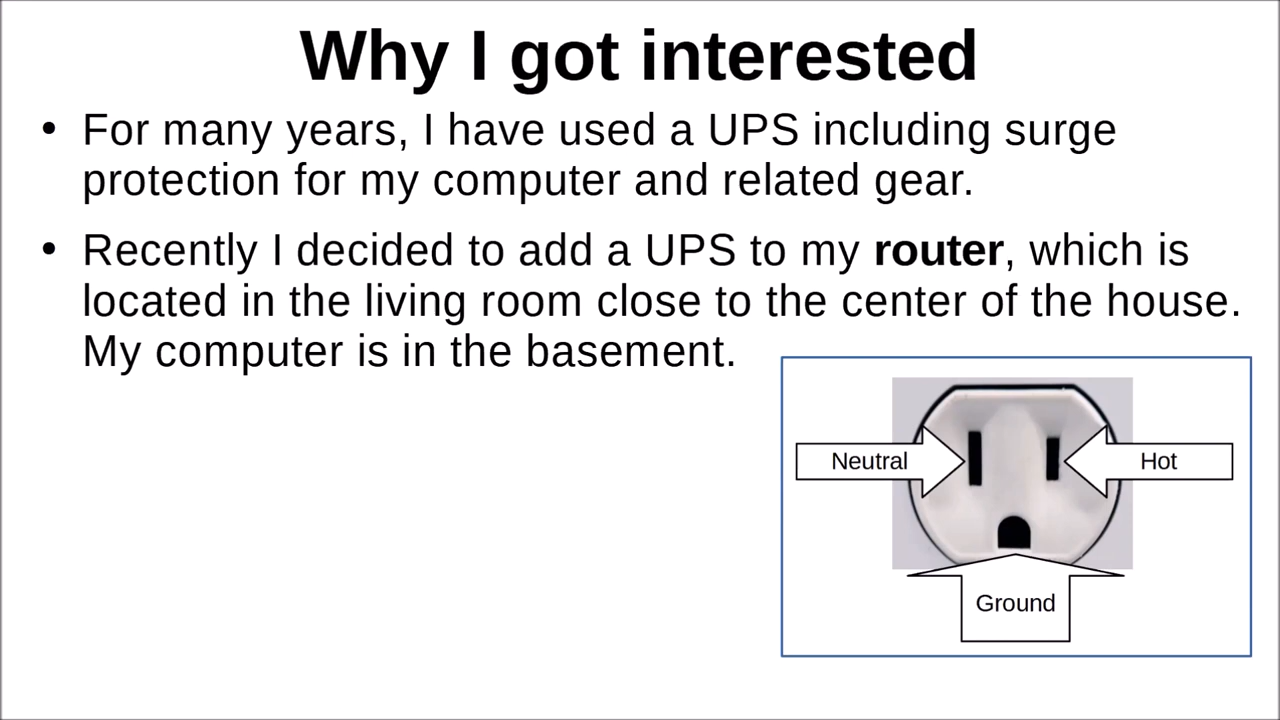 Why I got interested
• For many years, I have used a UPS including surge
protection for my computer and related gear.
• Recently I decided to add a UPS to my router, which is
located in the living room close to the center of the house.
My computer is in the basement.
Neutral
Hot
Ground